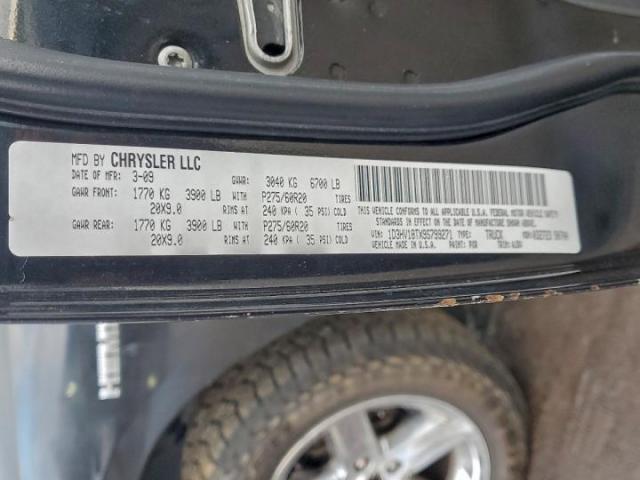 MFD BY CHRYSLER LLC
DATE OF MFR: 3-09 GVWR: 3040 KG 6700 LB
GAWR FRONT: 1770 KG 3900 LB WITH P275/60R20 TIRES
20X9.0 RIMS AT 240 KPA ( 35 PSI) COLD
GAWR REAR: 1770 KG 3900 LB WITH P275/60R20 TIRES
20X9.0 RIMS AT 240 KPA ( 35 PSI) COLD
THIS VEHICLE CONFORMS TO ALL APPLICABLE U.S.A. FEDERAL MOTOR VEHICLE SAFETY
STANDARDS IN EFFECT ON THE DATE OF MANUFACTURE SHOWN ABOVE.
VIN: 1D3HV18TX9S799271 TYPE: TRUCK
VEHICLE MADE IN U.S.A. PAINT: TRIM: